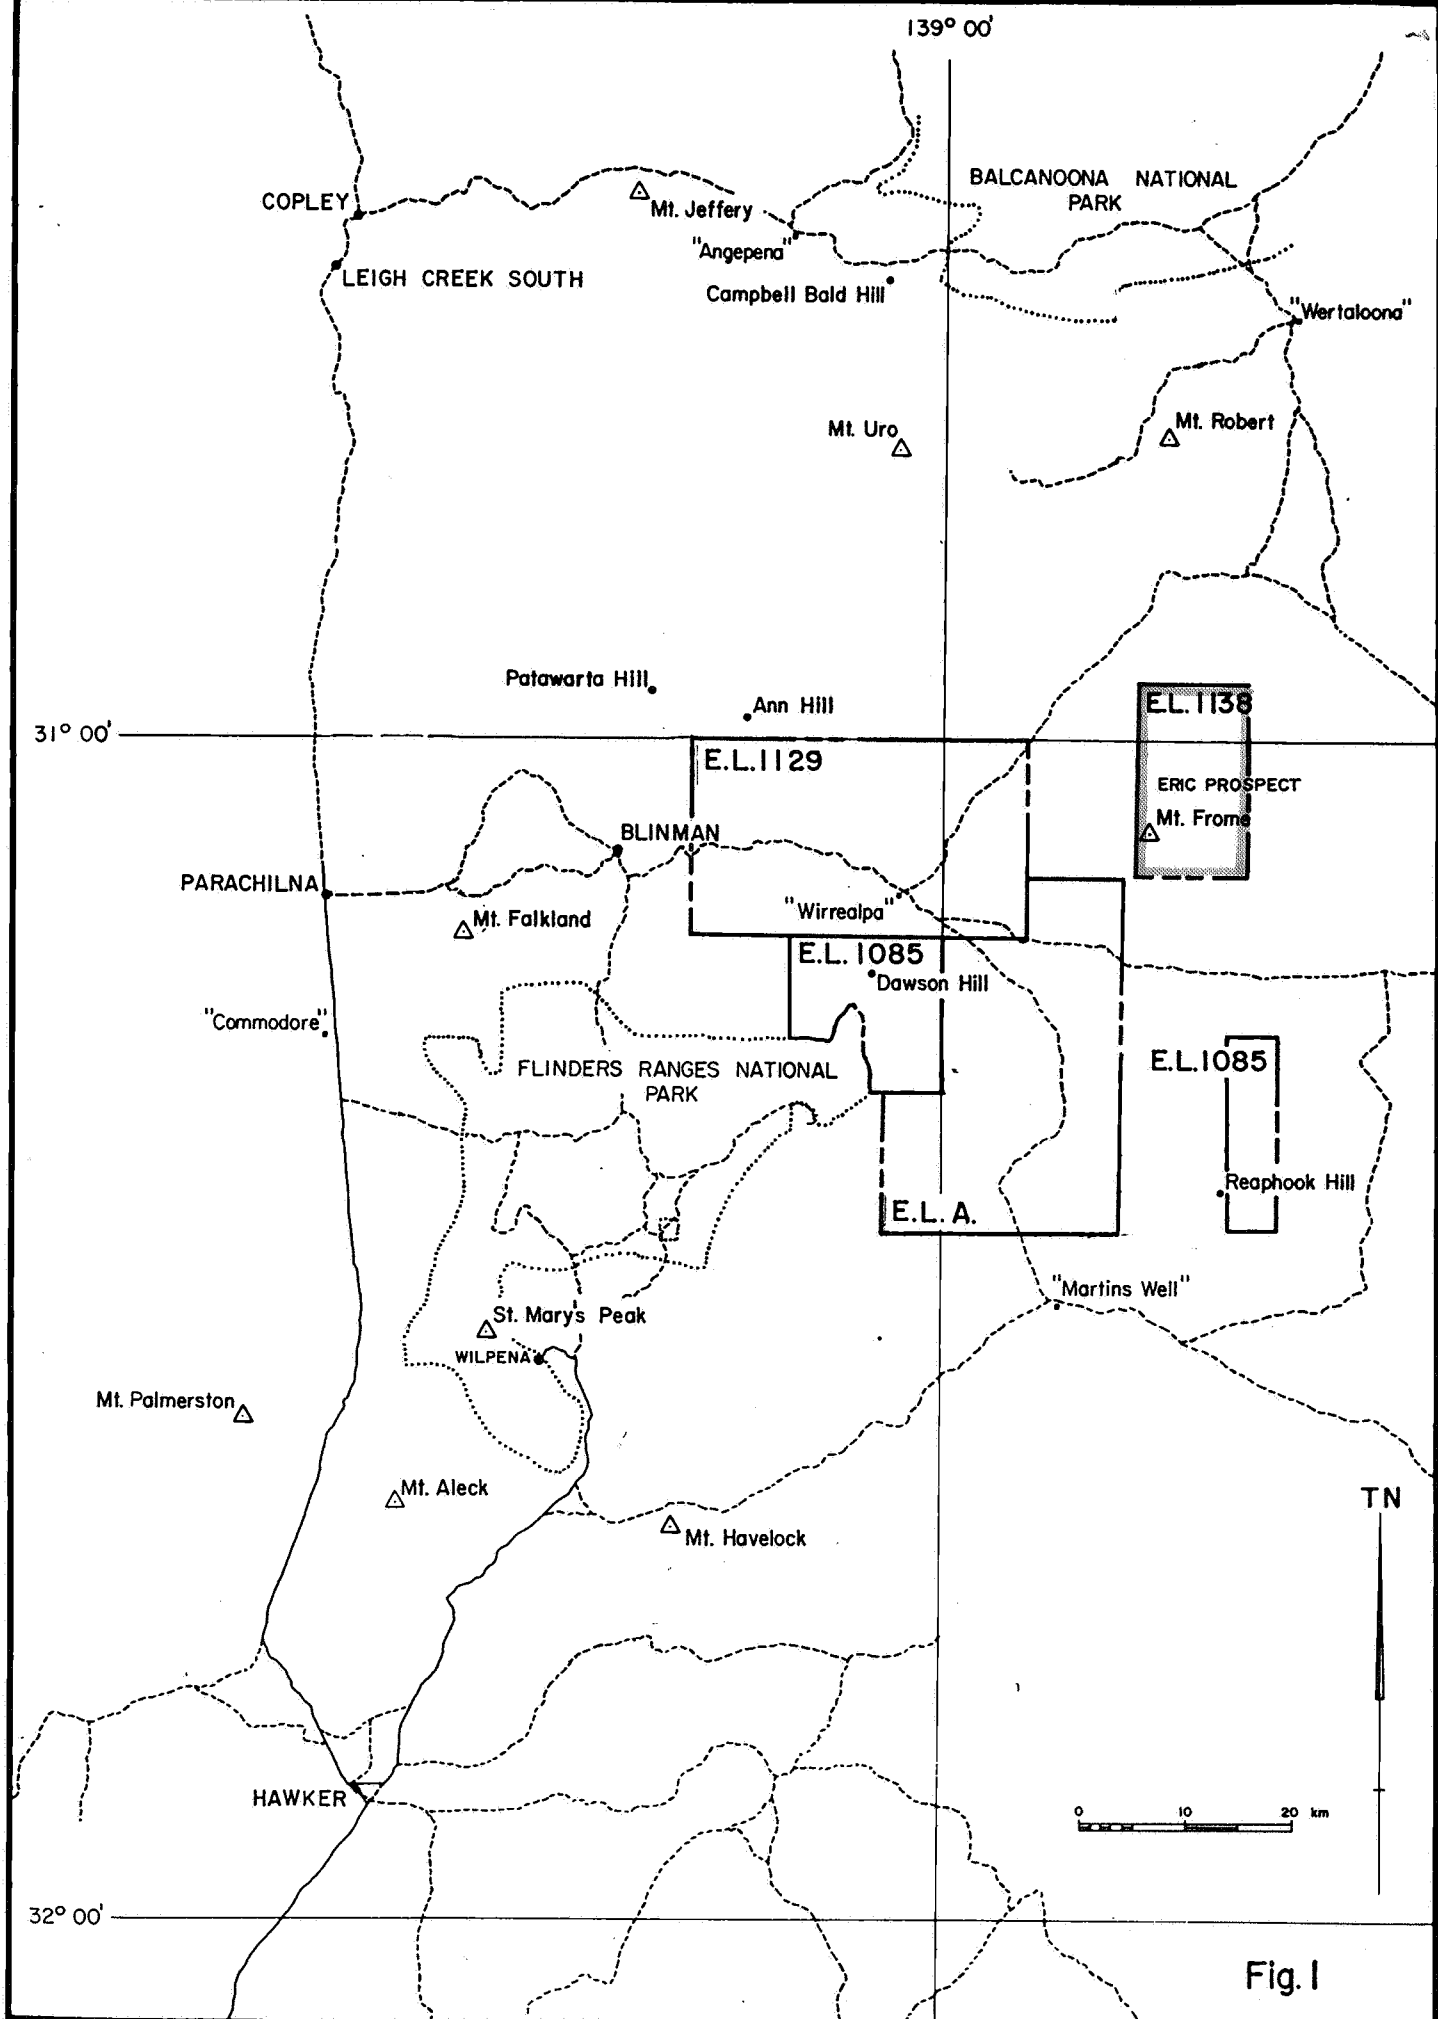 139° 00'
BALCANOONA NATIONAL
PARK
COPLEY
Mt. Jeffery
"Angepena"
LEIGH CREEK SOUTH
Campbell Bald Hill
"Wertaloona"
Mt. Uro
Mt. Robert
Patawarta Hill
Ann Hill
E.L. 1138
31° 00'
E.L. 1129
ERIC PROSPECT
Mt. Frome
BLINMAN
PARACHILNA
"Wirrealpa"
Mt. Falkland
E.L. 1085
Dawson Hill
"Commodore"
FLINDERS RANGES NATIONAL
PARK
E.L. 1085
Reaphook Hill
E.L.A.
"Martins Well"
St. Mary's Peak
WILPENA
Mt. Palmerston
Mt. Aleck
TN
Mt. Havelock
HAWKER
0 10 20 km
32° 00'
Fig. 1